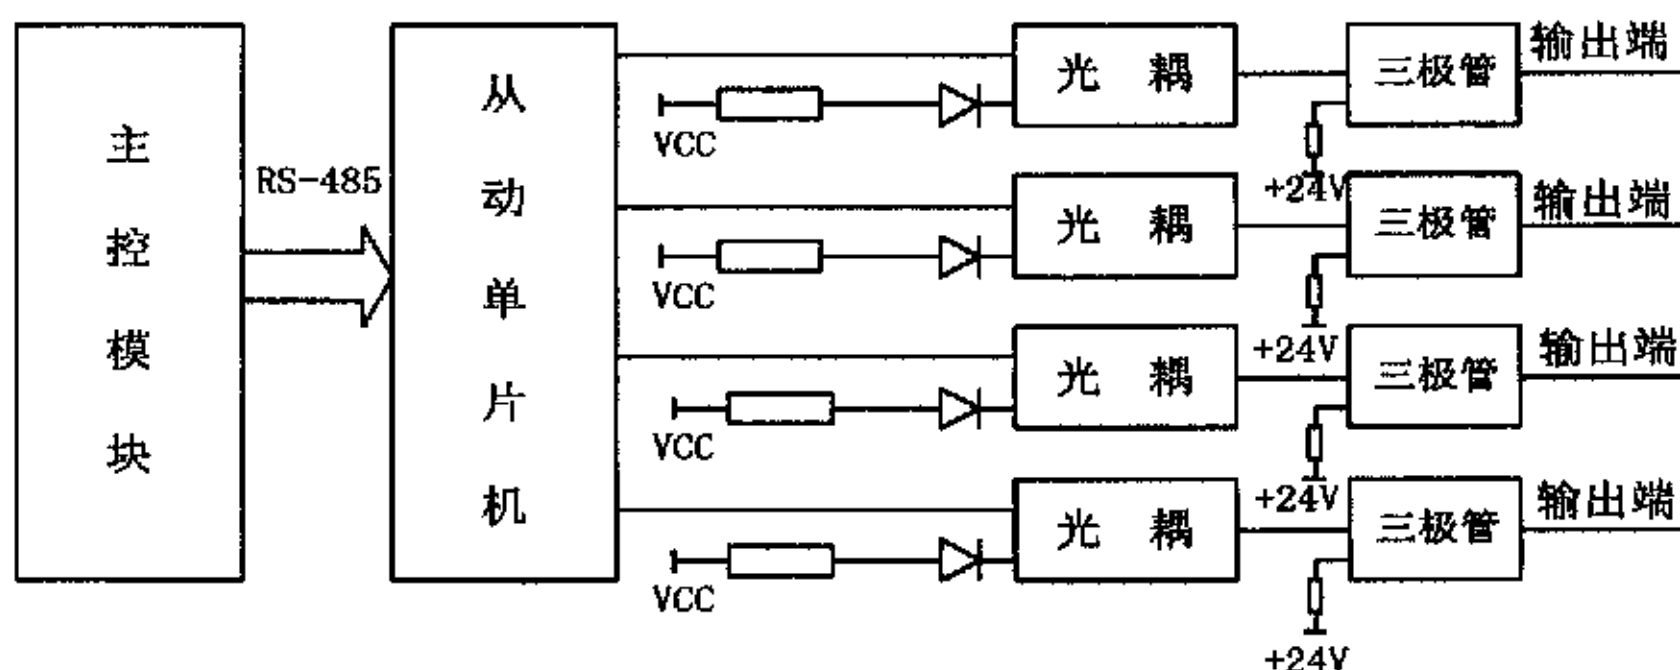 主控模块
RS-485
从动单片机
光 耦
三极管
输出端
VCC
+24V
光 耦
三极管
输出端
VCC
+24V
光 耦
三极管
输出端
VCC
+24V
光 耦
三极管
输出端
VCC
+24V